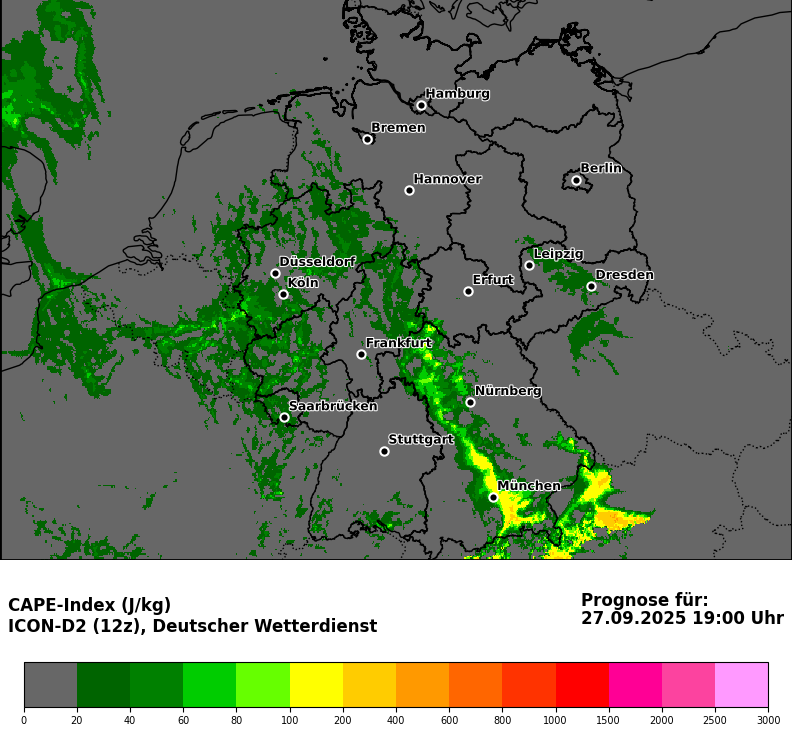 Hamburg
Bremen
Berlin
Hannover
Leipzig
Düsseldorf
Dresden
Köln
Erfurt
Frankfurt
Nürnberg
Saarbrücken
Stuttgart
München
CAPE-Index (J/kg)
ICON-D2 (12z), Deutscher Wetterdienst
Prognose für:
27.09.2025 19:00 Uhr
0 20 40 60 80 100 200 400 600 800 1000 1500 2000 2500 3000